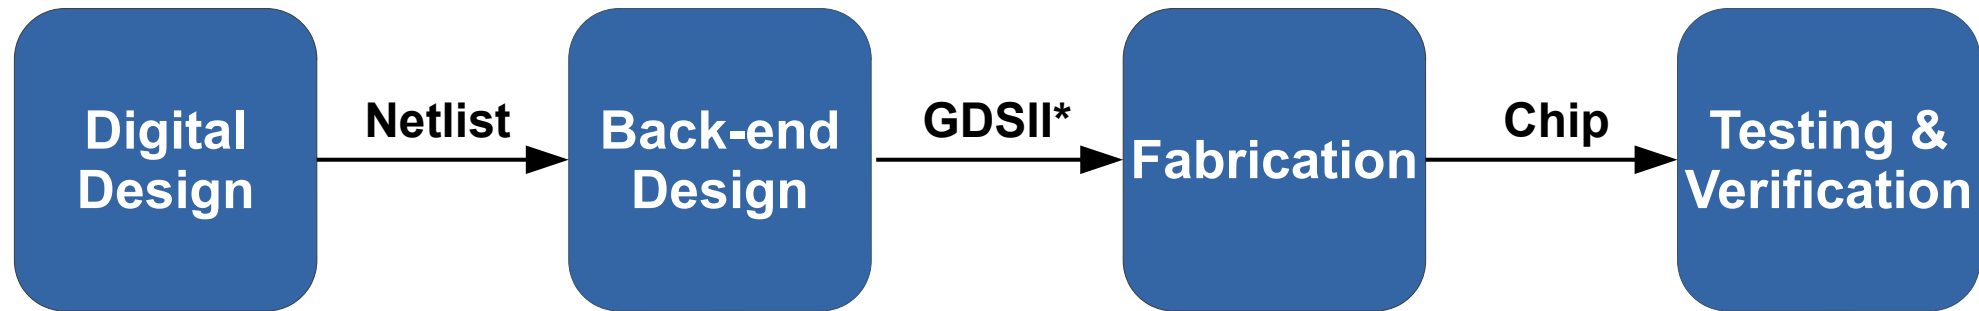 Digital
Design
Netlist
Back-end
Design
GDSII*
Fabrication
Chip
Testing &
Verification